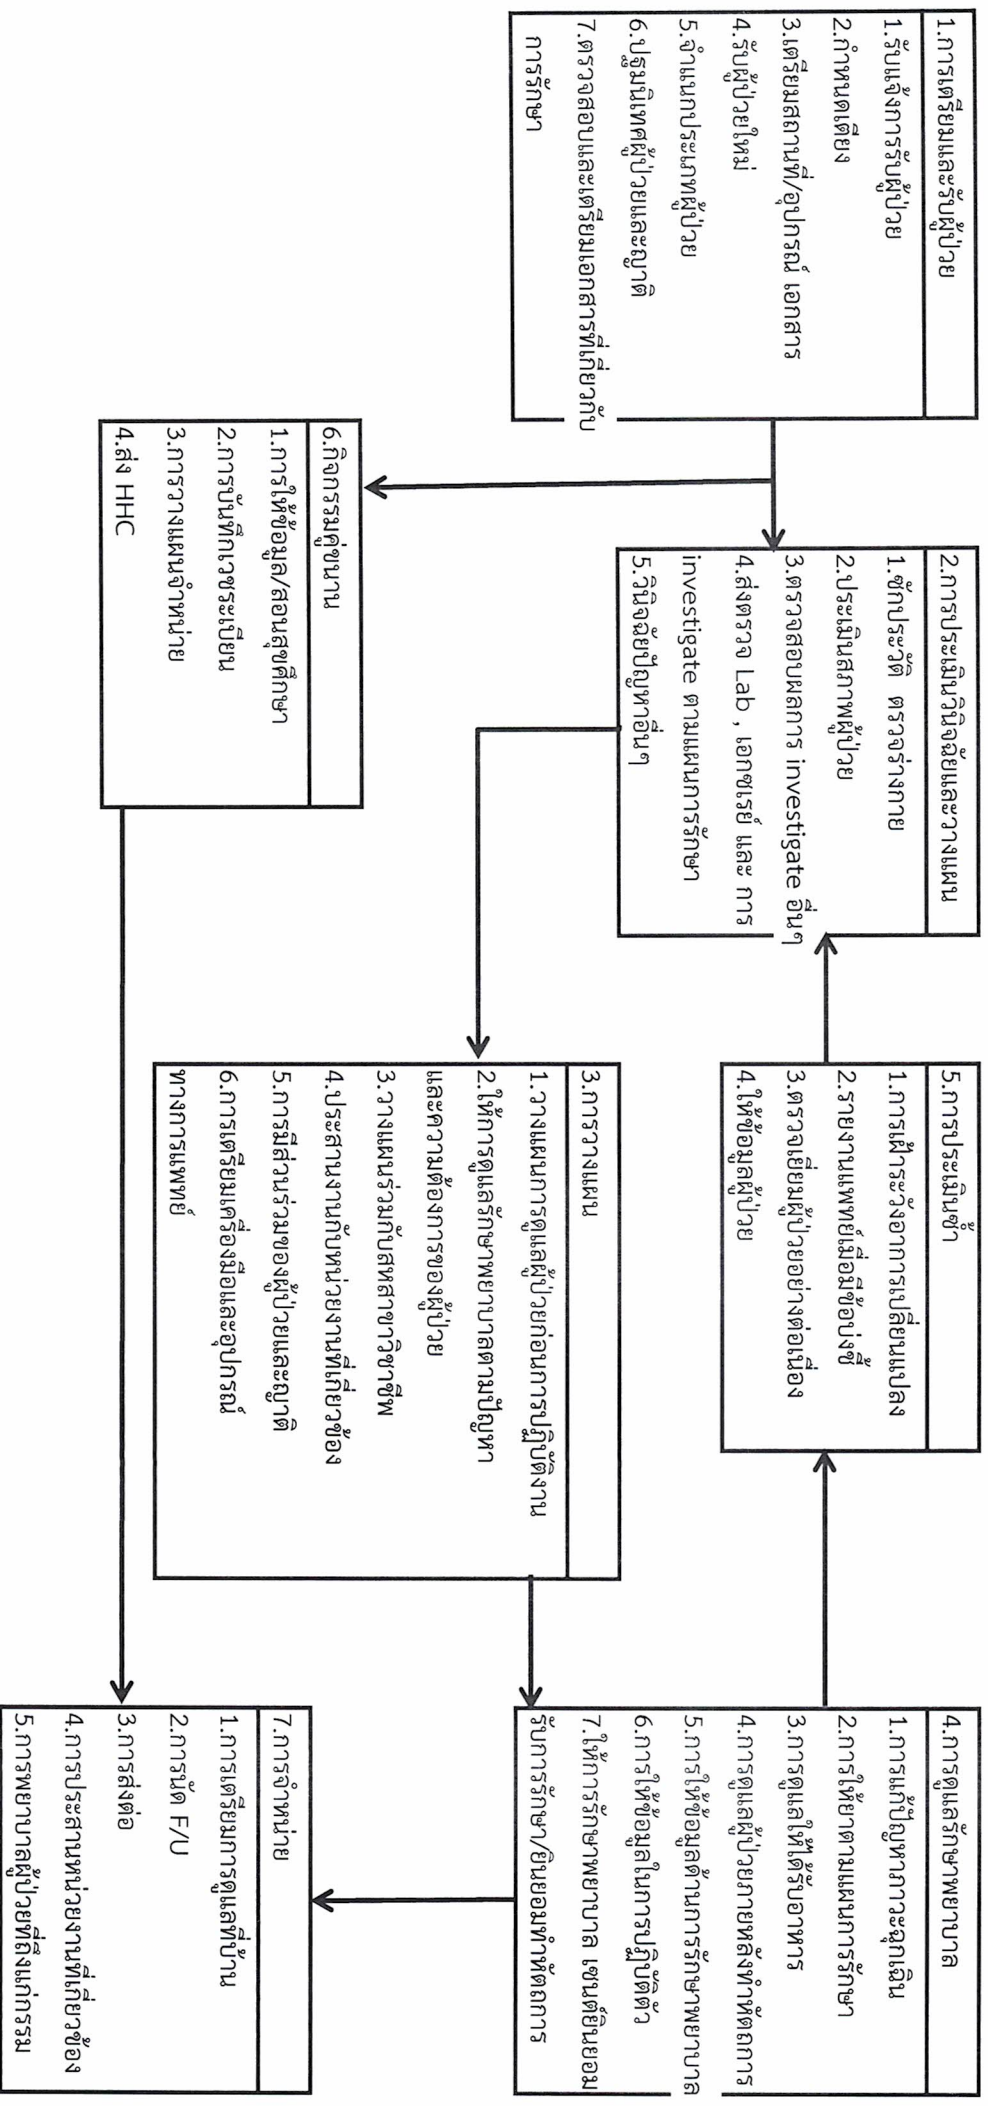 1.การเตรียมและรับผู้ป่วย
1.รับแจ้งการรับผู้ป่วย
2.กำหนดเตียง
3.เตรียมสถานที่/อุปกรณ์ เอกสาร
4.รับผู้ป่วยใหม่
5.จำแนกประเภทผู้ป่วย
6.ปฐมนิเทศผู้ป่วยและญาติ
7.ตรวจสอบและเตรียมเอกสารที่เกี่ยวกับ
การรักษา
2.การประเมินวินิจฉัยและวางแผน
1.ซักประวัติ ตรวจร่างกาย
2.ประเมินสภาพผู้ป่วย
3.ตรวจสอบผลการ investigate อื่นๆ
4.ส่งตรวจ Lab , เอกซเรย์ และ การ
investigate ตามแผนการรักษา
5.วินิจฉัยปัญหาอื่นๆ
5.การประเมินซ้ำ
1.การเฝ้าระวังอาการเปลี่ยนแปลง
2.รายงานแพทย์เมื่อมีข้อบ่งชี้
3.ตรวจเยี่ยมผู้ป่วยอย่างต่อเนื่อง
4.ให้ข้อมูลผู้ป่วย
4.การดูแลรักษาพยาบาล
1.การแก้ปัญหาภาวะฉุกเฉิน
2.การให้ยาตามแผนการรักษา
3.การดูแลให้ได้รับอาหาร
4.การดูแลผู้ป่วยภายหลังทำหัตถการ
5.การให้ข้อมูลด้านการรักษาพยาบาล
6.การให้ข้อมูลในการปฏิบัติตัว
7.ให้การรักษาพยาบาล เซนต์ยินยอม
รับการรักษา/ยินยอมทำหัตถการ
3.การวางแผน
1.วางแผนการดูแลผู้ป่วยก่อนการปฏิบัติงาน
2.ให้การดูแลรักษาพยาบาลตามปัญหา
และความต้องการของผู้ป่วย
3.วางแผนร่วมกับสหสาขาวิชาชีพ
4.ประสานงานกับหน่วยงานที่เกี่ยวข้อง
5.การมีส่วนร่วมของผู้ป่วยและญาติ
6.การเตรียมเครื่องมือและอุปกรณ์
ทางการแพทย์
6.กิจกรรมคู่ขนาน
1.การให้ข้อมูล/สอนสุขศึกษา
2.การบันทึกเวชระเบียน
3.การวางแผนจำหน่าย
4.ส่ง HHC
7.การจำหน่าย
1.การเตรียมการดูแลที่บ้าน
2.การนัด F/U
3.การส่งต่อ
4.การประสานหน่วยงานที่เกี่ยวข้อง
5.การพยาบาลผู้ป่วยที่ถึงแก่กรรม